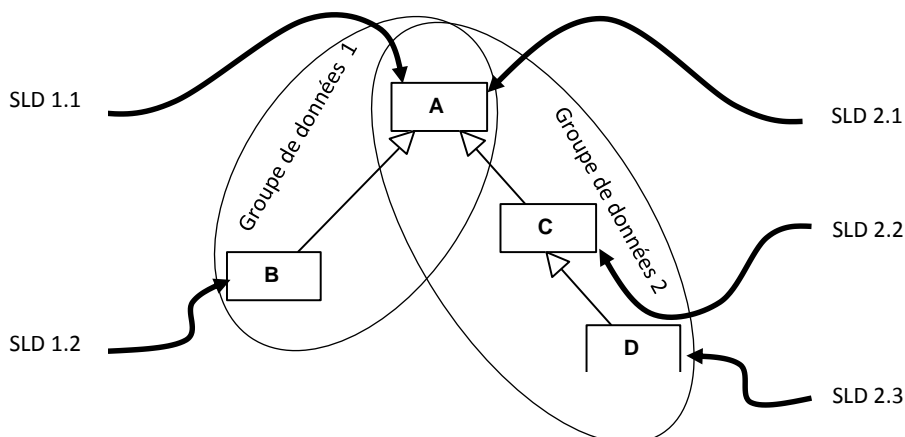 Groupe de données 1
A
SLD 1.1
SLD 2.1
Groupe de données 2
C
SLD 2.2
B
SLD 1.2
D
SLD 2.3